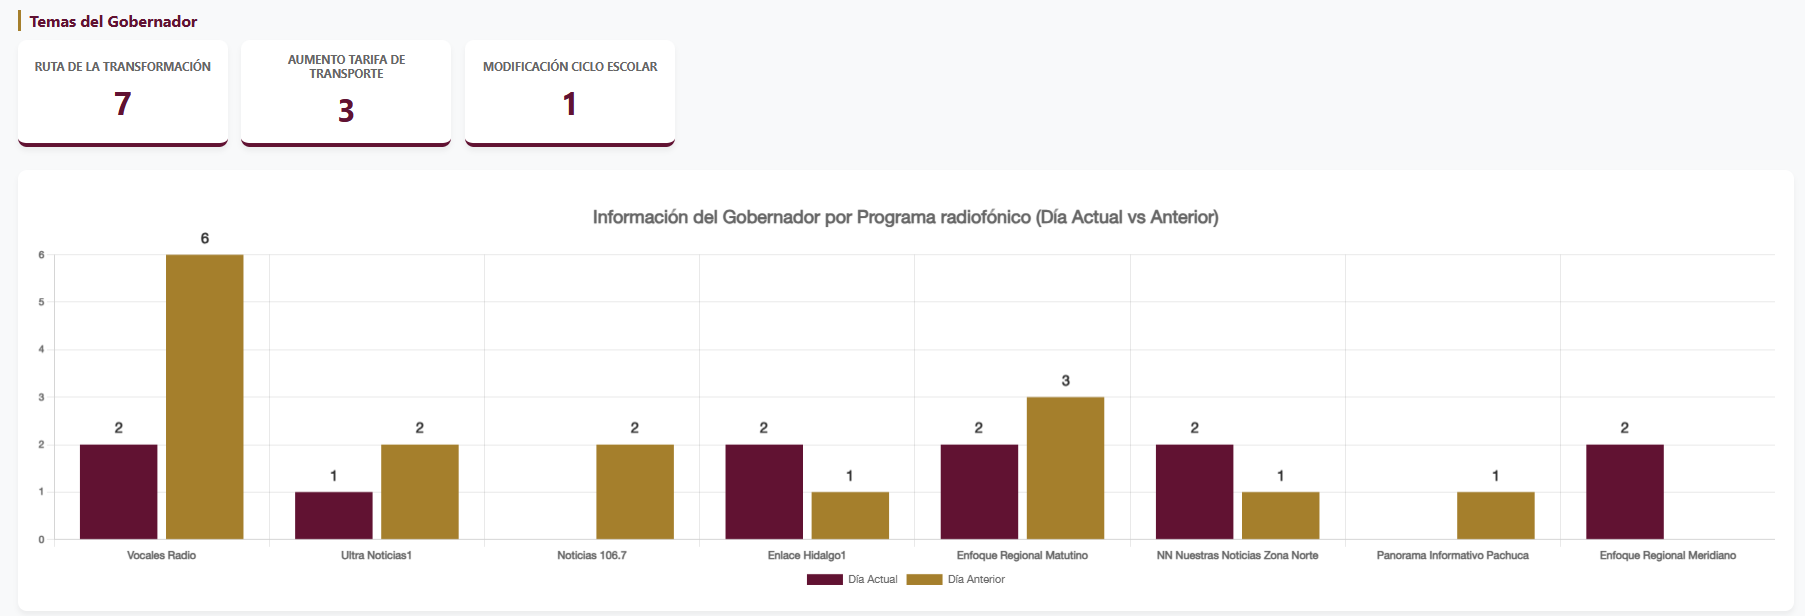 Temas del Gobernador
RUTA DE LA TRANSFORMACIÓN
7
AUMENTO TARIFA DE
TRANSPORTE
3
MODIFICACIÓN CICLO ESCOLAR
1
Información del Gobernador por Programa radiofónico (Día Actual vs Anterior)
6
5
4
3
2
1
0
2
6
1
2
2
2
1
2
3
2
1
1
2
Vocales Radio
Ultra Noticias1
Noticias 106.7
Enlace Hidalgo1
Enfoque Regional Matutino
NN Nuestras Noticias Zona Norte
Panorama Informativo Pachuca
Enfoque Regional Meridiano
Día Actual
Día Anterior